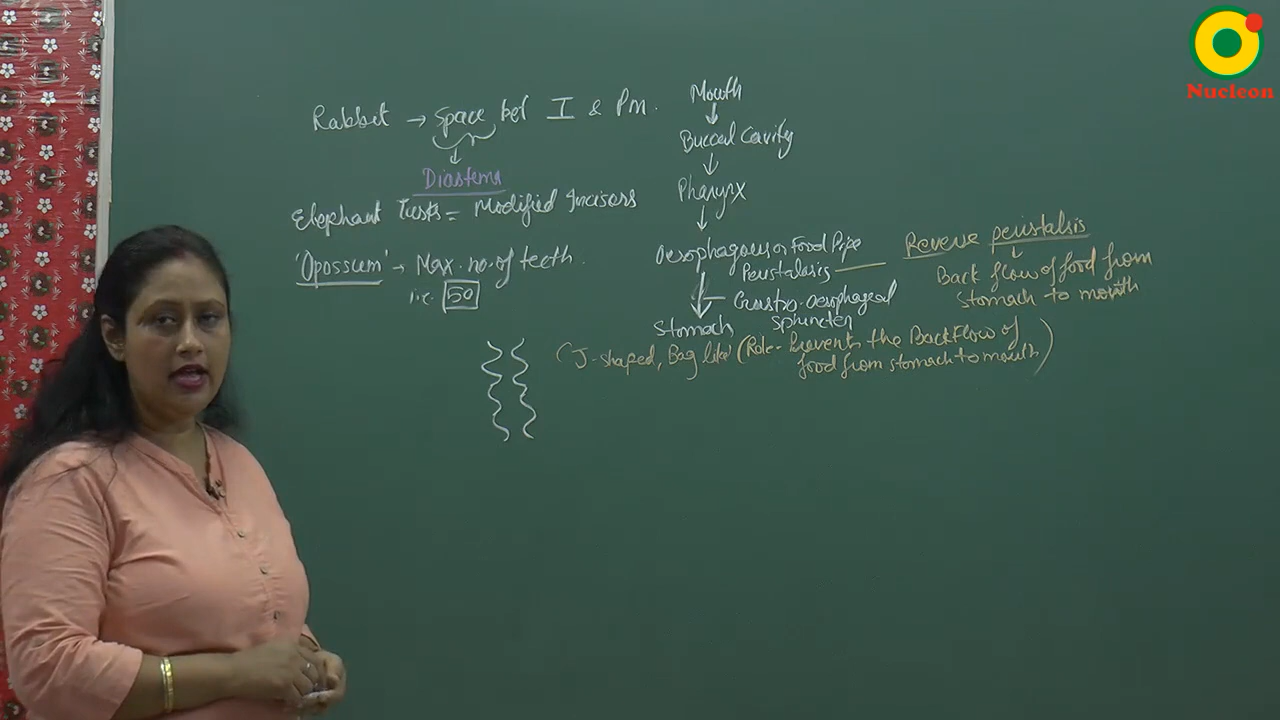 Nucleon
Rabbit → Space bet I & Pm.
Diastema
Elephant Tusks = Modified Incisors
'Opossum' → Max. no. of teeth
i.e. 50
Mouth
Buccal Cavity
Pharynx
Oesophagous or Food Pipe
Peristalsis
Gastro-oesophageal
sphincter
Stomach
(J-shaped, Bag like) (Role - Prevents the Backflow of
food from stomach to mouth)
Reverse peristalsis
Back flow of food from
stomach to mouth